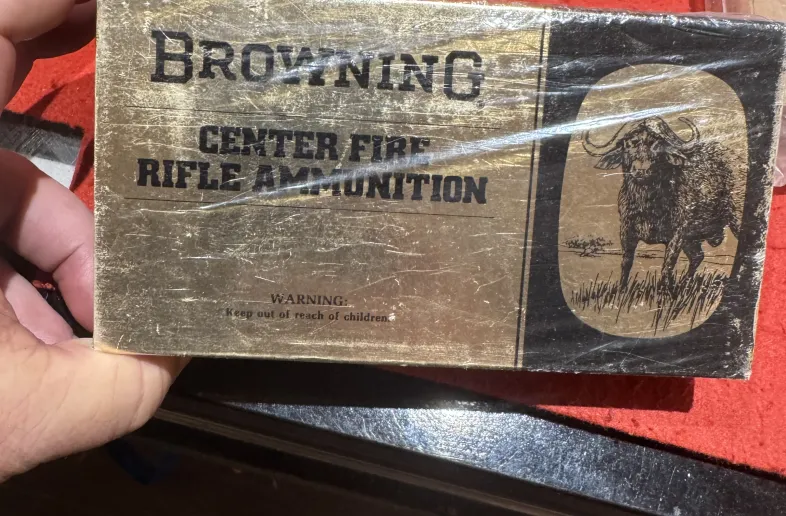 BROWNING
CENTER FIRE
RIFLE AMMUNITION
WARNING:
Keep out of reach of children.